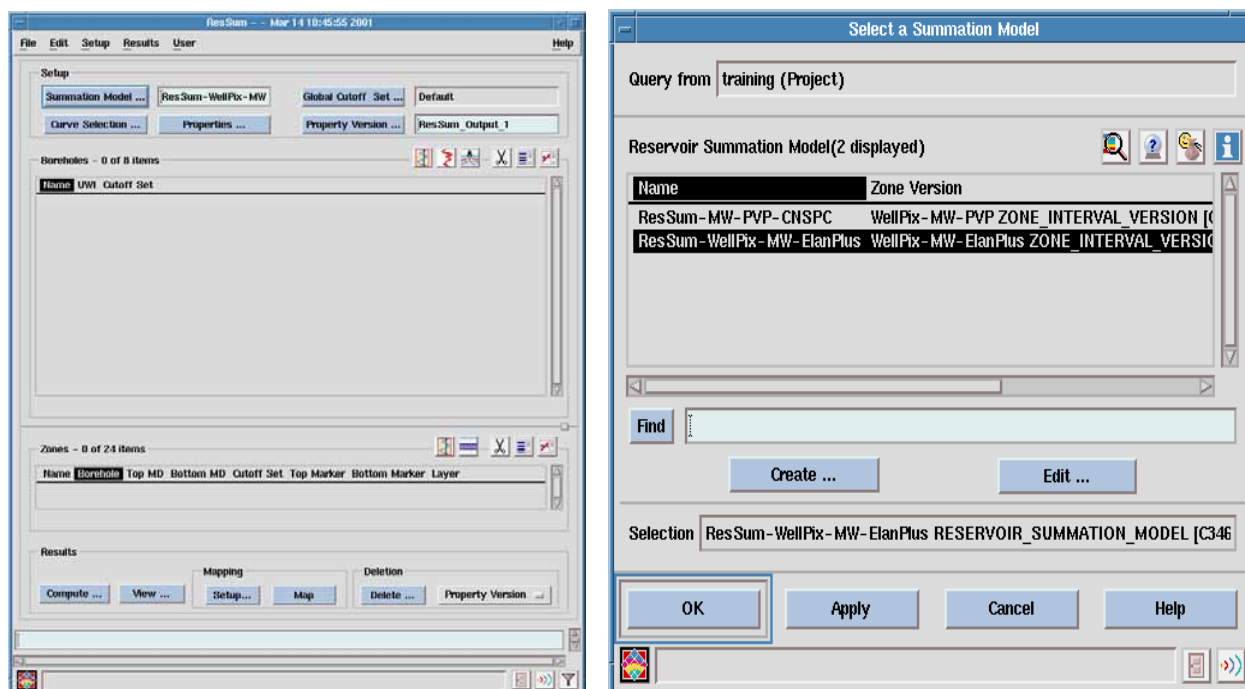 ResSum - - Mar 14 10:45:55 2001
File Edit Setup Results User Help
Setup
Summation Model ... ResSum-WellPix-MW Global Cutoff Set ... Default
Curve Selection ... Properties ... Property Version ... ResSum_Output_1
Boreholes - 0 of 8 items
Name UWI Cutoff Set
Zones - 0 of 24 items
Name Borehole Top MD Bottom MD Cutoff Set Top Marker Bottom Marker Layer
Results
Mapping Deletion
Compute ... View ... Setup... Map Delete ... Property Version
Select a Summation Model
Query from training (Project)
Reservoir Summation Model(2 displayed)
Name Zone Version
ResSum-MW-PVP-CNSPC WellPix-MW-PVP ZONE_INTERVAL_VERSION [C
ResSum-WellPix-MW-ElanPlus WellPix-MW-ElanPlus ZONE_INTERVAL_VERSIO
Find
Create ... Edit ...
Selection ResSum-WellPix-MW-ElanPlus RESERVOIR_SUMMATION_MODEL [C346
OK Apply Cancel Help